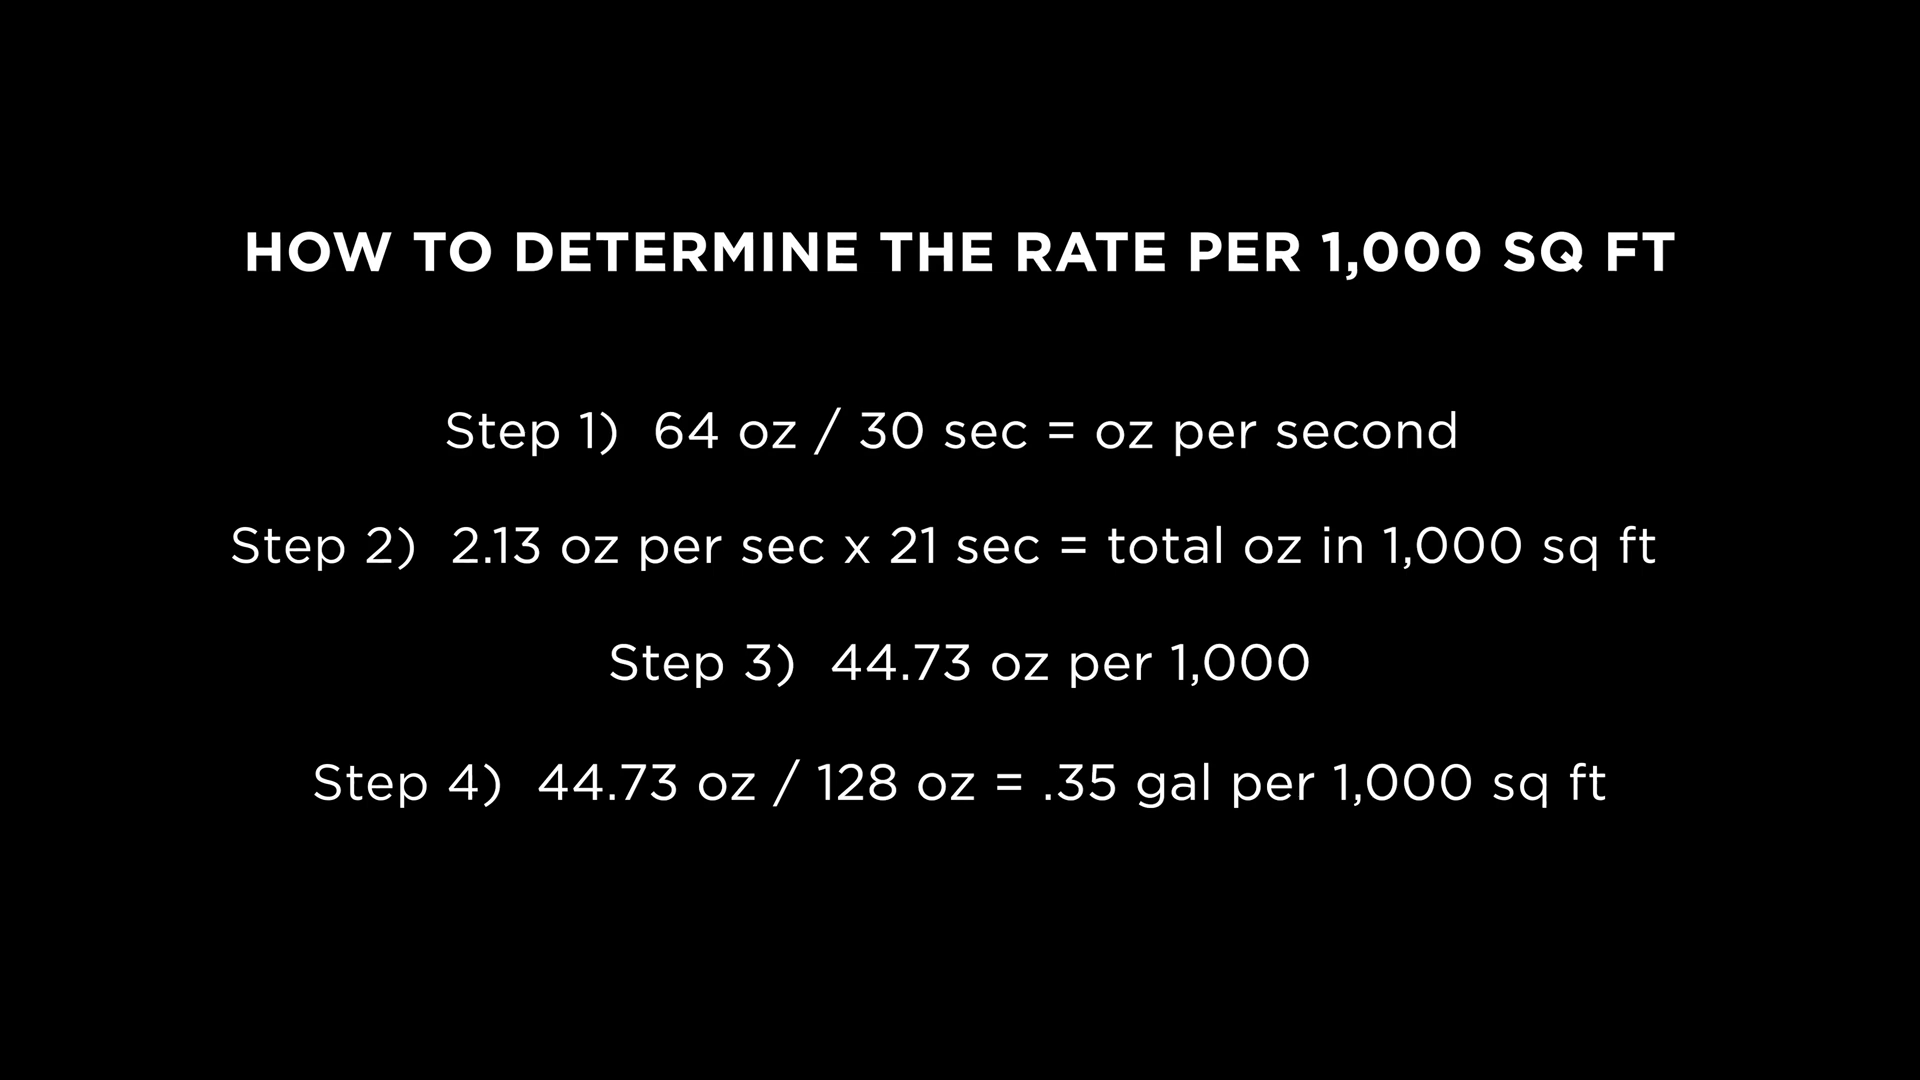 HOW TO DETERMINE THE RATE PER 1,000 SQ FT
Step 1) 64 oz / 30 sec = oz per second
Step 2) 2.13 oz per sec x 21 sec = total oz in 1,000 sq ft
Step 3) 44.73 oz per 1,000
Step 4) 44.73 oz / 128 oz = .35 gal per 1,000 sq ft